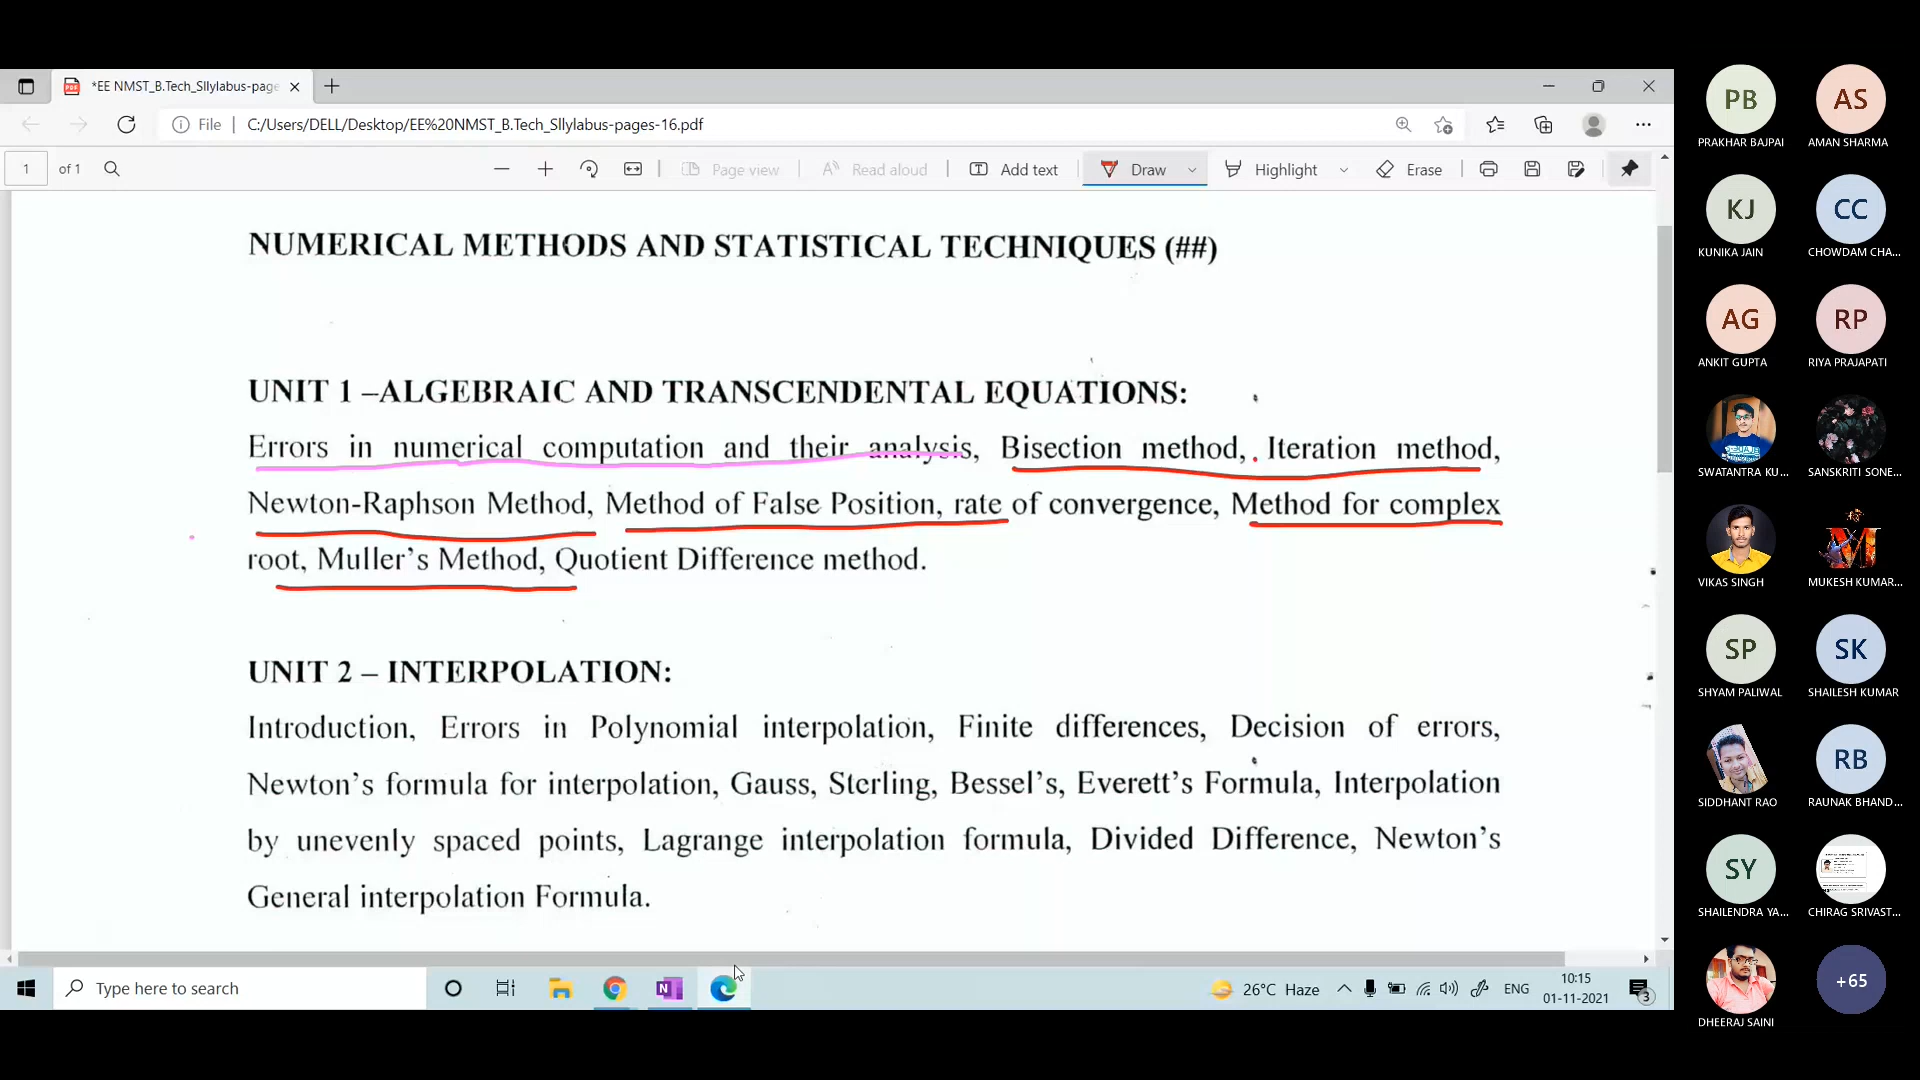 *EE NMST_B.Tech_Sllylabus-page
File
C:/Users/DELL/Desktop/EE%20NMST_B.Tech_Sllylabus-pages-16.pdf
1 of 1
Page view
Read aloud
Add text
Draw
Highlight
Erase
NUMERICAL METHODS AND STATISTICAL TECHNIQUES (##)
UNIT 1 –ALGEBRAIC AND TRANSCENDENTAL EQUATIONS:
Errors in numerical computation and their analysis, Bisection method, Iteration method,
Newton-Raphson Method, Method of False Position, rate of convergence, Method for complex
root, Muller's Method, Quotient Difference method.
UNIT 2 – INTERPOLATION:
Introduction, Errors in Polynomial interpolation, Finite differences, Decision of errors,
Newton's formula for interpolation, Gauss, Sterling, Bessel's, Everett's Formula, Interpolation
by unevenly spaced points, Lagrange interpolation formula, Divided Difference, Newton's
General interpolation Formula.
Type here to search
26°C Haze
ENG
10:15
01-11-2021
3
PB
PRAKHAR BAJPAI
AS
AMAN SHARMA
KJ
KUNIKA JAIN
CC
CHOWDAM CHA...
AG
ANKIT GUPTA
RP
RIYA PRAJAPATI
SWATANTRA KU...
SANSKRITI SONE...
VIKAS SINGH
MUKESH KUMAR...
SP
SHYAM PALIWAL
SK
SHAILESH KUMAR
SIDDHANT RAO
RB
RAUNAK BHAND...
SY
SHAILENDRA YA...
CHIRAG SRIVAST...
DHEERAJ SAINI
+65